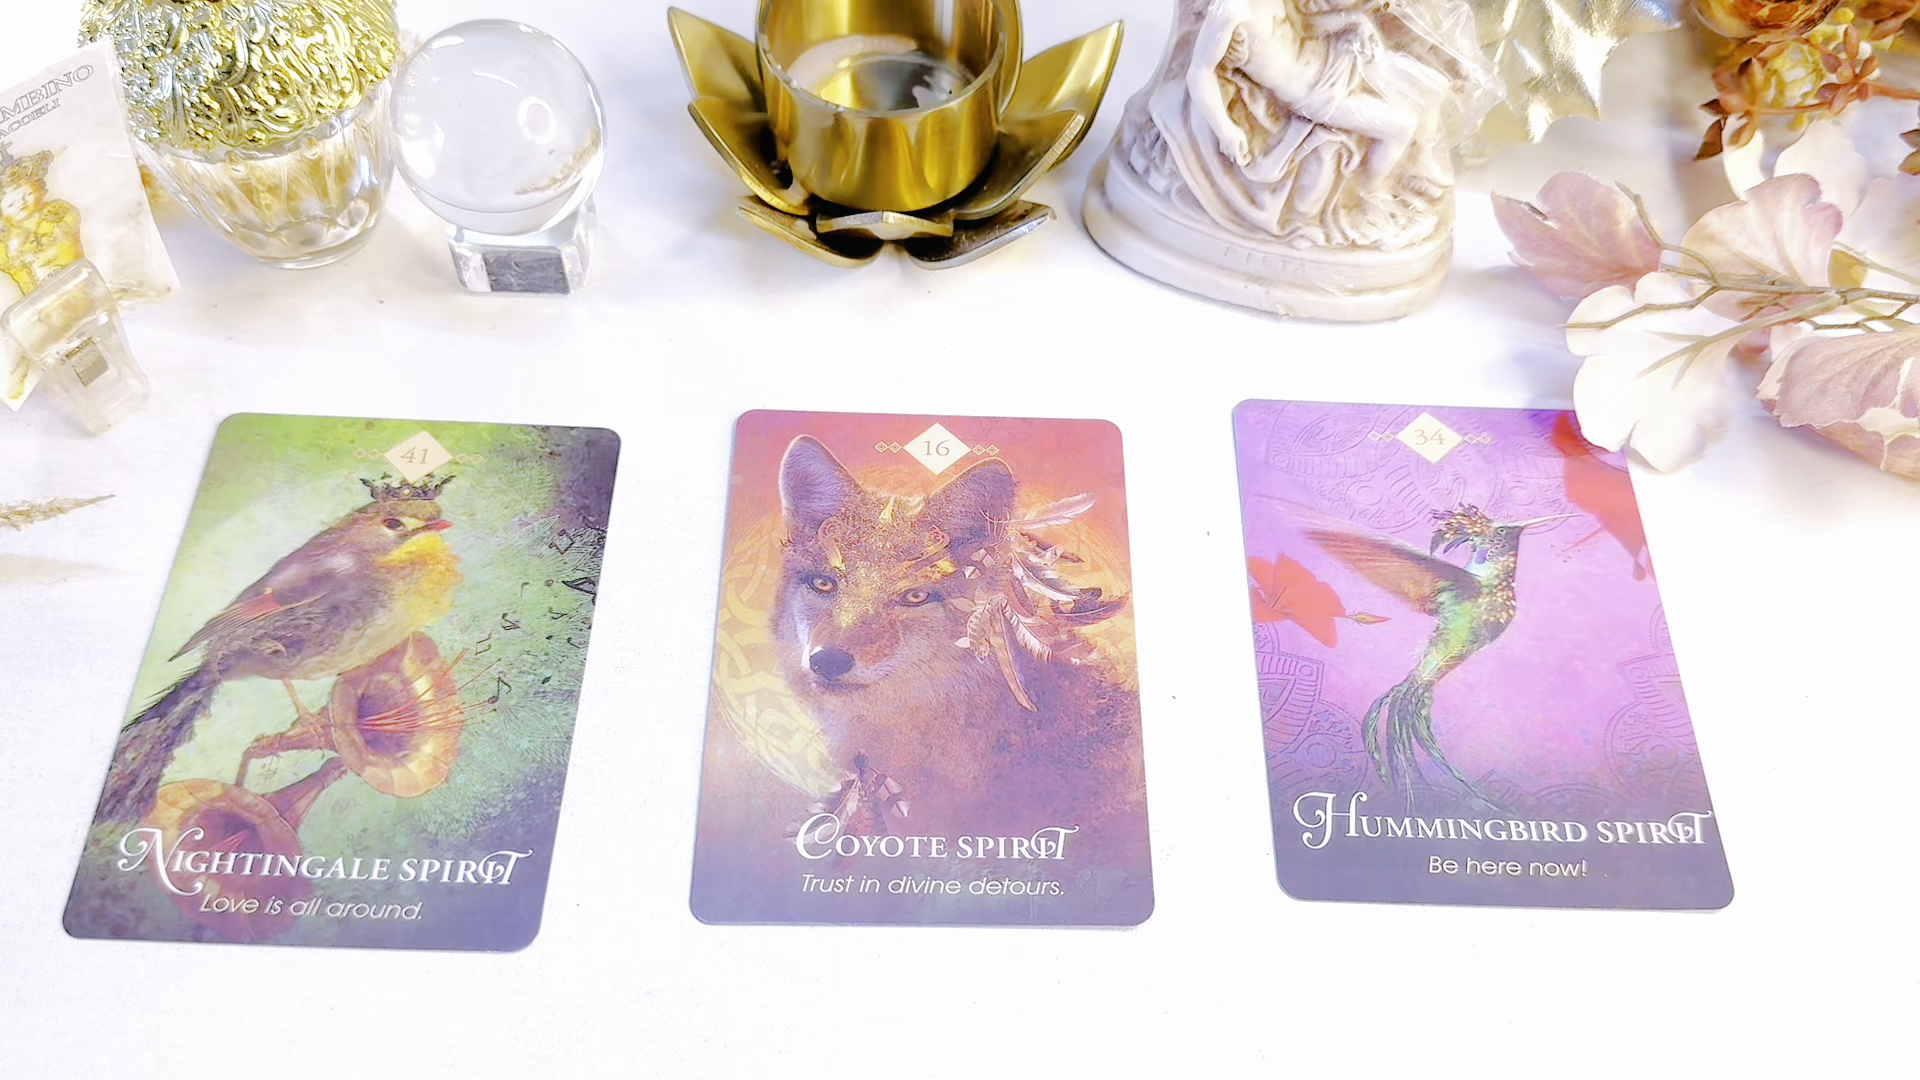 PIETA
41
NIGHTINGALE SPIRIT
Love is all around.
16
COYOTE SPIRIT
Trust in divine detours.
34
HUMMINGBIRD SPIRIT
Be here now!